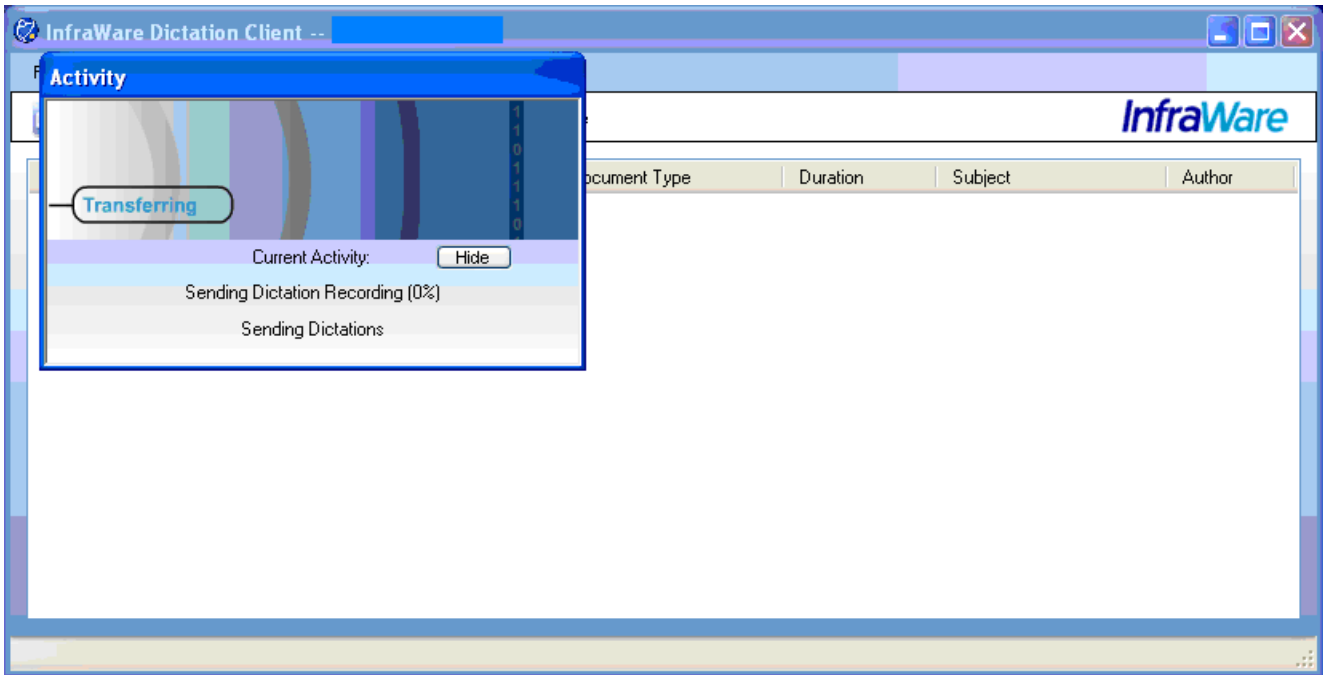 InfraWare Dictation Client --
Activity
InfraWare
Document Type Duration Subject Author
Transferring
1
1
0
1
1
1
0
Current Activity: Hide
Sending Dictation Recording (0%)
Sending Dictations